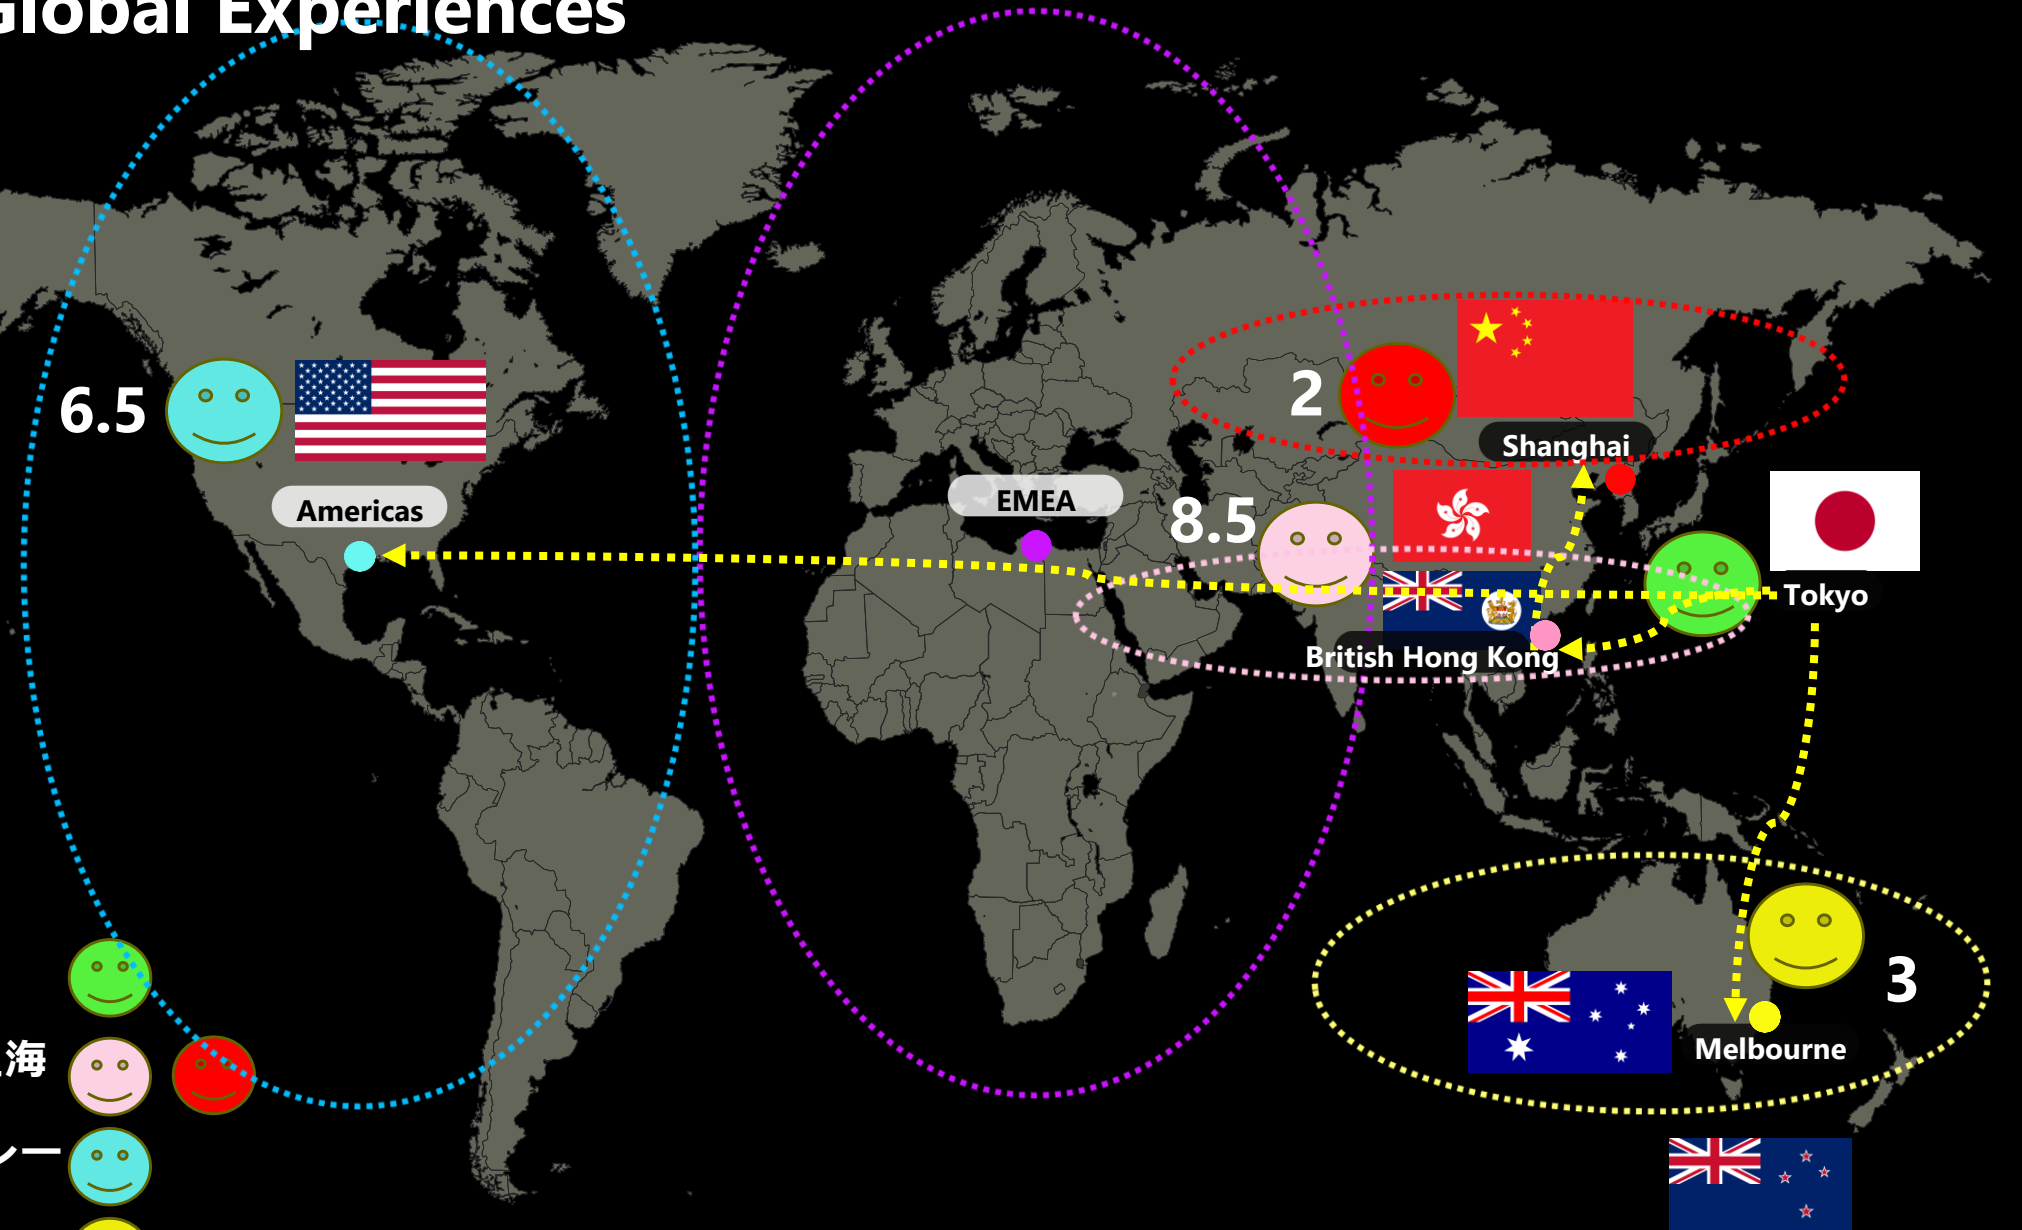 Global Experiences
6.5
Americas
EMEA
2
Shanghai
8.5
British Hong Kong
Tokyo
3
Melbourne
海
ー